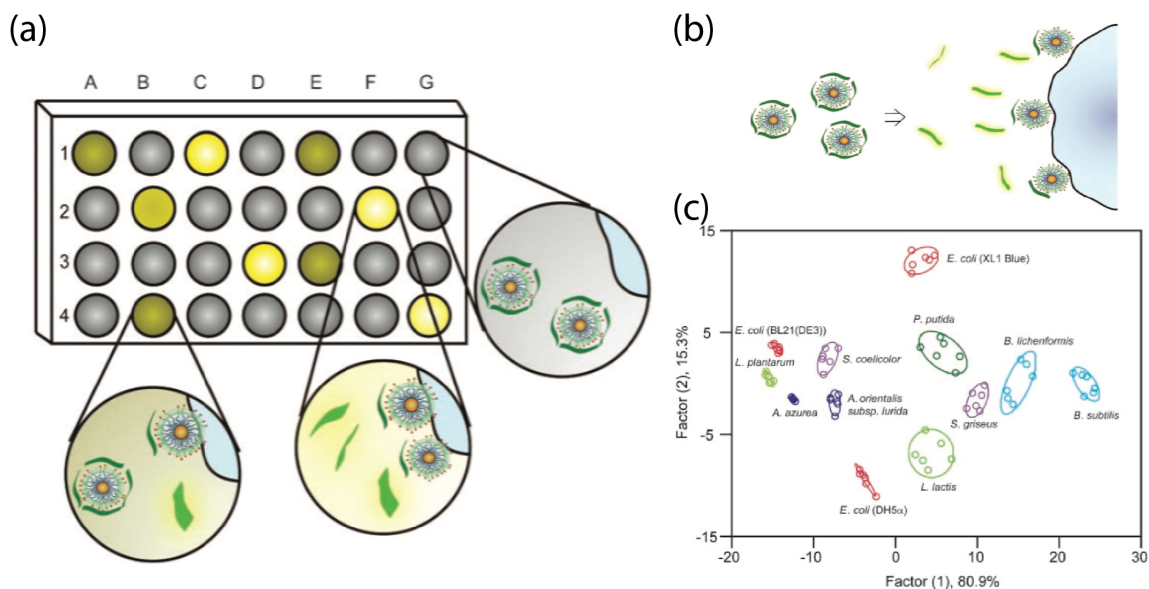 (a)
A B C D E F G
1
2
3
4
(b)
(c)
15
5
-5
-15
-20 -10 0 10 20 30
Factor (2), 15.3%
Factor (1), 80.9%
E. coli (XL1 Blue)
E. coli (BL21(DE3))
L. plantarum
S. coelicolor
P. putida
B. lichenformis
A. azurea
A. orientalis
subsp. lurida
S. griseus
B. subtilis
L. lactis
E. coli (DH5α)